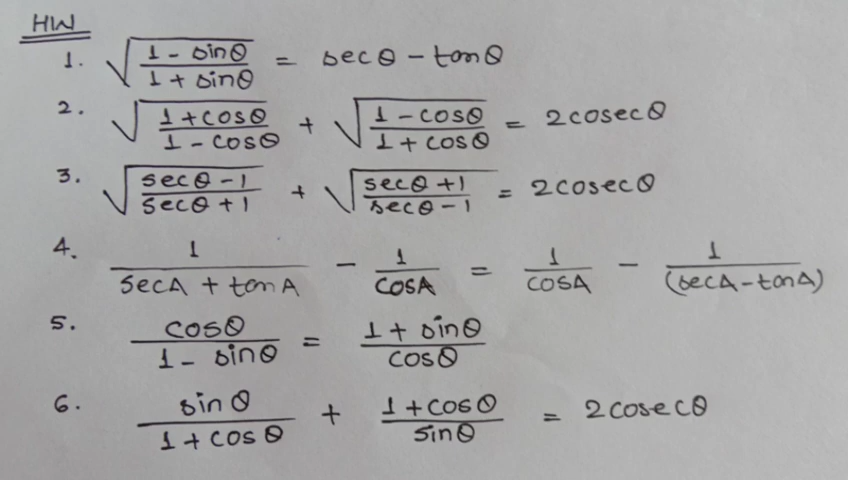 HW
1. √((1 - sinθ)/(1 + sinθ)) = secθ - tanθ
2. √((1 + cosθ)/(1 - cosθ)) + √((1 - cosθ)/(1 + cosθ)) = 2cosecθ
3. √((secθ - 1)/(secθ + 1)) + √((secθ + 1)/(secθ - 1)) = 2cosecθ
4. 1/(secA + tanA) - 1/cosA = 1/cosA - 1/(secA - tanA)
5. cosθ/(1 - sinθ) = (1 + sinθ)/cosθ
6. sinθ/(1 + cosθ) + (1 + cosθ)/sinθ = 2cosecθ